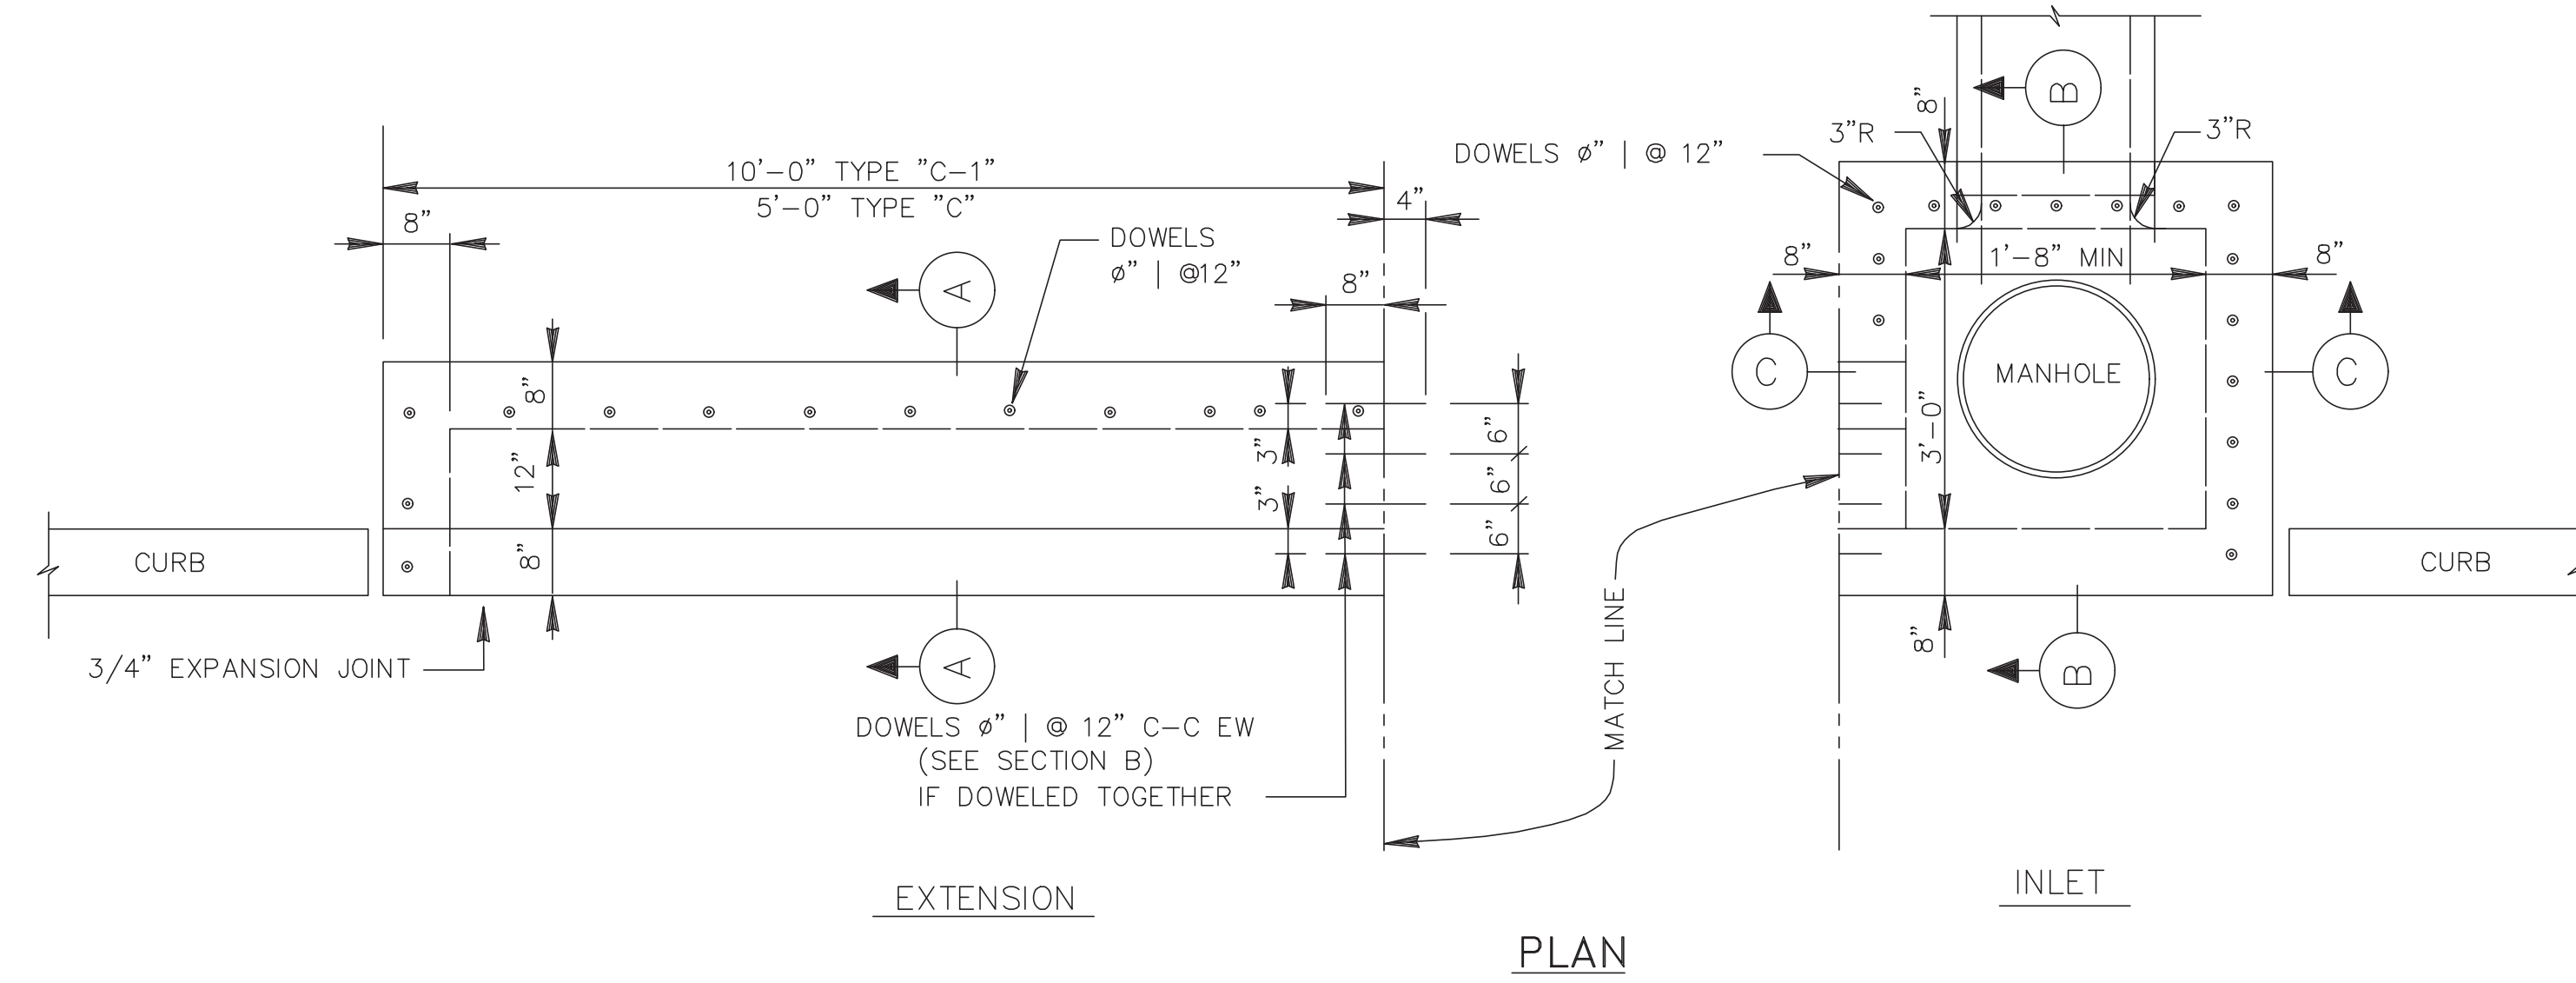 10'-0" TYPE "C-1"
5'-0" TYPE "C"
8"
4"
DOWELS
ø" | @12"
8"
A
8"
12"
8"
3"
3"
6"
6"
6"
CURB
3/4" EXPANSION JOINT
A
DOWELS ø" | @ 12" C-C EW
(SEE SECTION B)
IF DOWELED TOGETHER
MATCH LINE
EXTENSION
DOWELS ø" | @ 12"
3"R
8"
B
3"R
8"
1'-8" MIN
8"
C
MANHOLE
C
3'-0"
CURB
8"
B
INLET
PLAN